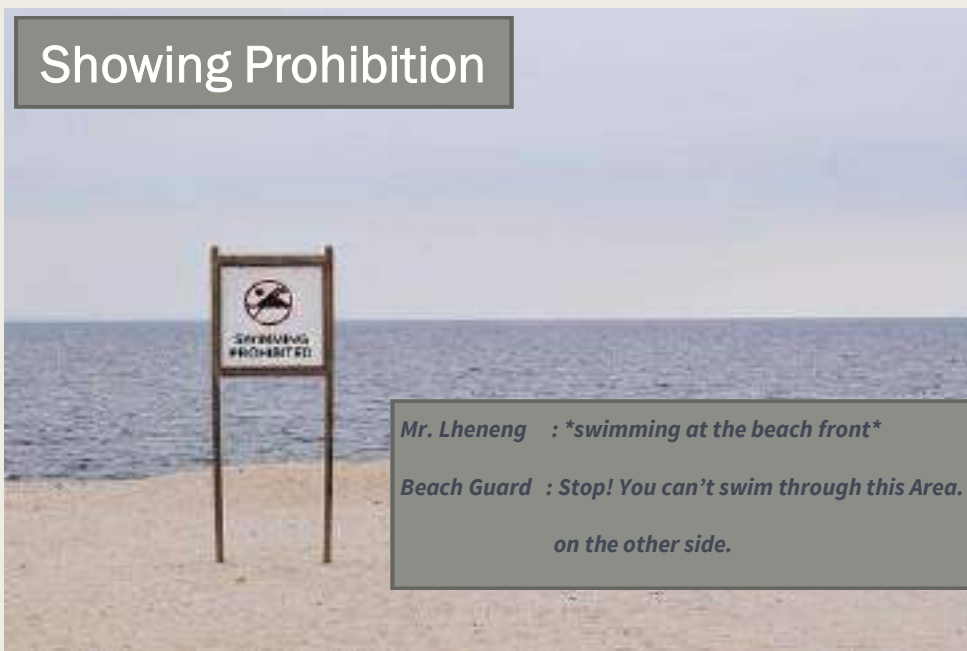 Showing Prohibition
SWIMMING
PROHIBITED
Mr. Lheneng : *swimming at the beach front*
Beach Guard : Stop! You can’t swim through this Area.
on the other side.